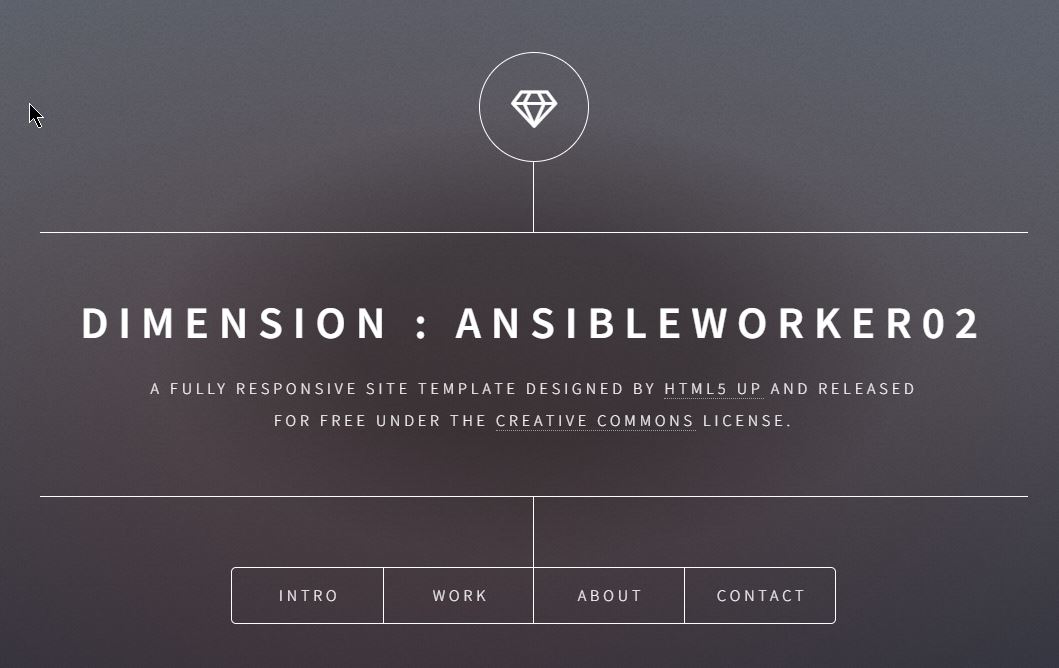 DIMENSION : ANSIBLEWORKER02
A FULLY RESPONSIVE SITE TEMPLATE DESIGNED BY HTML5 UP AND RELEASED
FOR FREE UNDER THE CREATIVE COMMONS LICENSE.
INTRO WORK ABOUT CONTACT